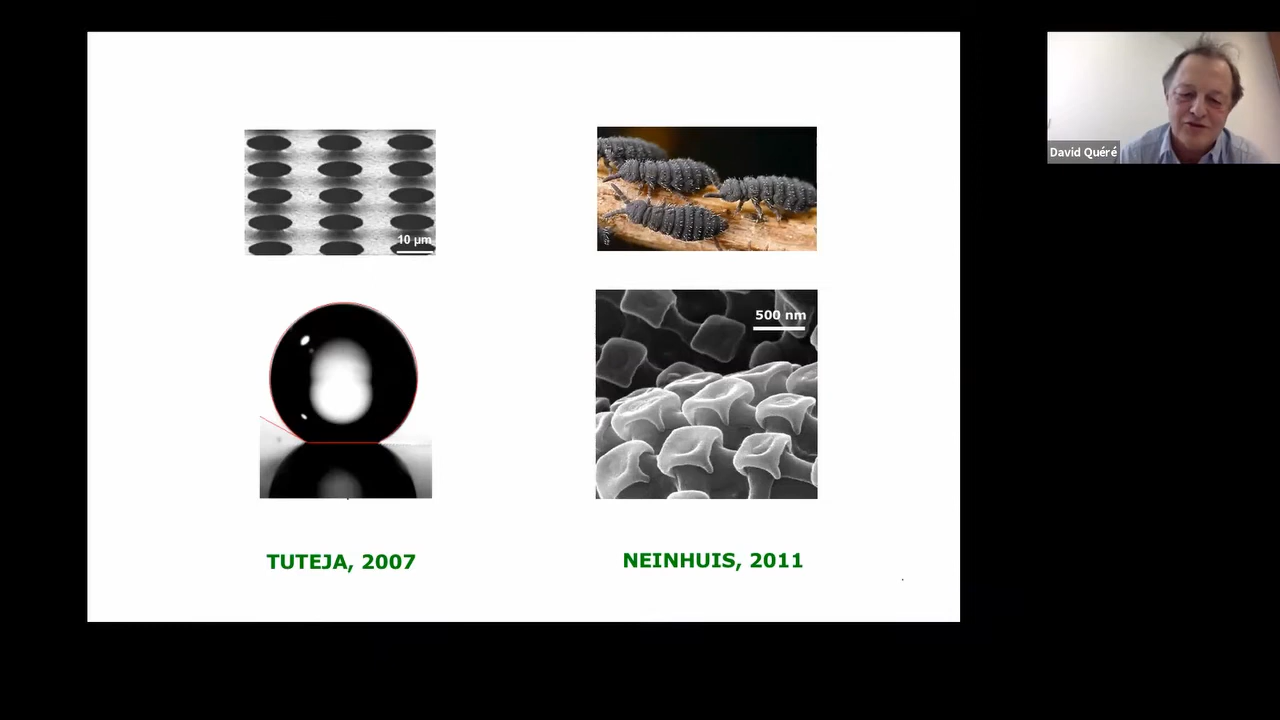 10 μm
500 nm
TUTEJA, 2007
NEINHUIS, 2011
David Quéré